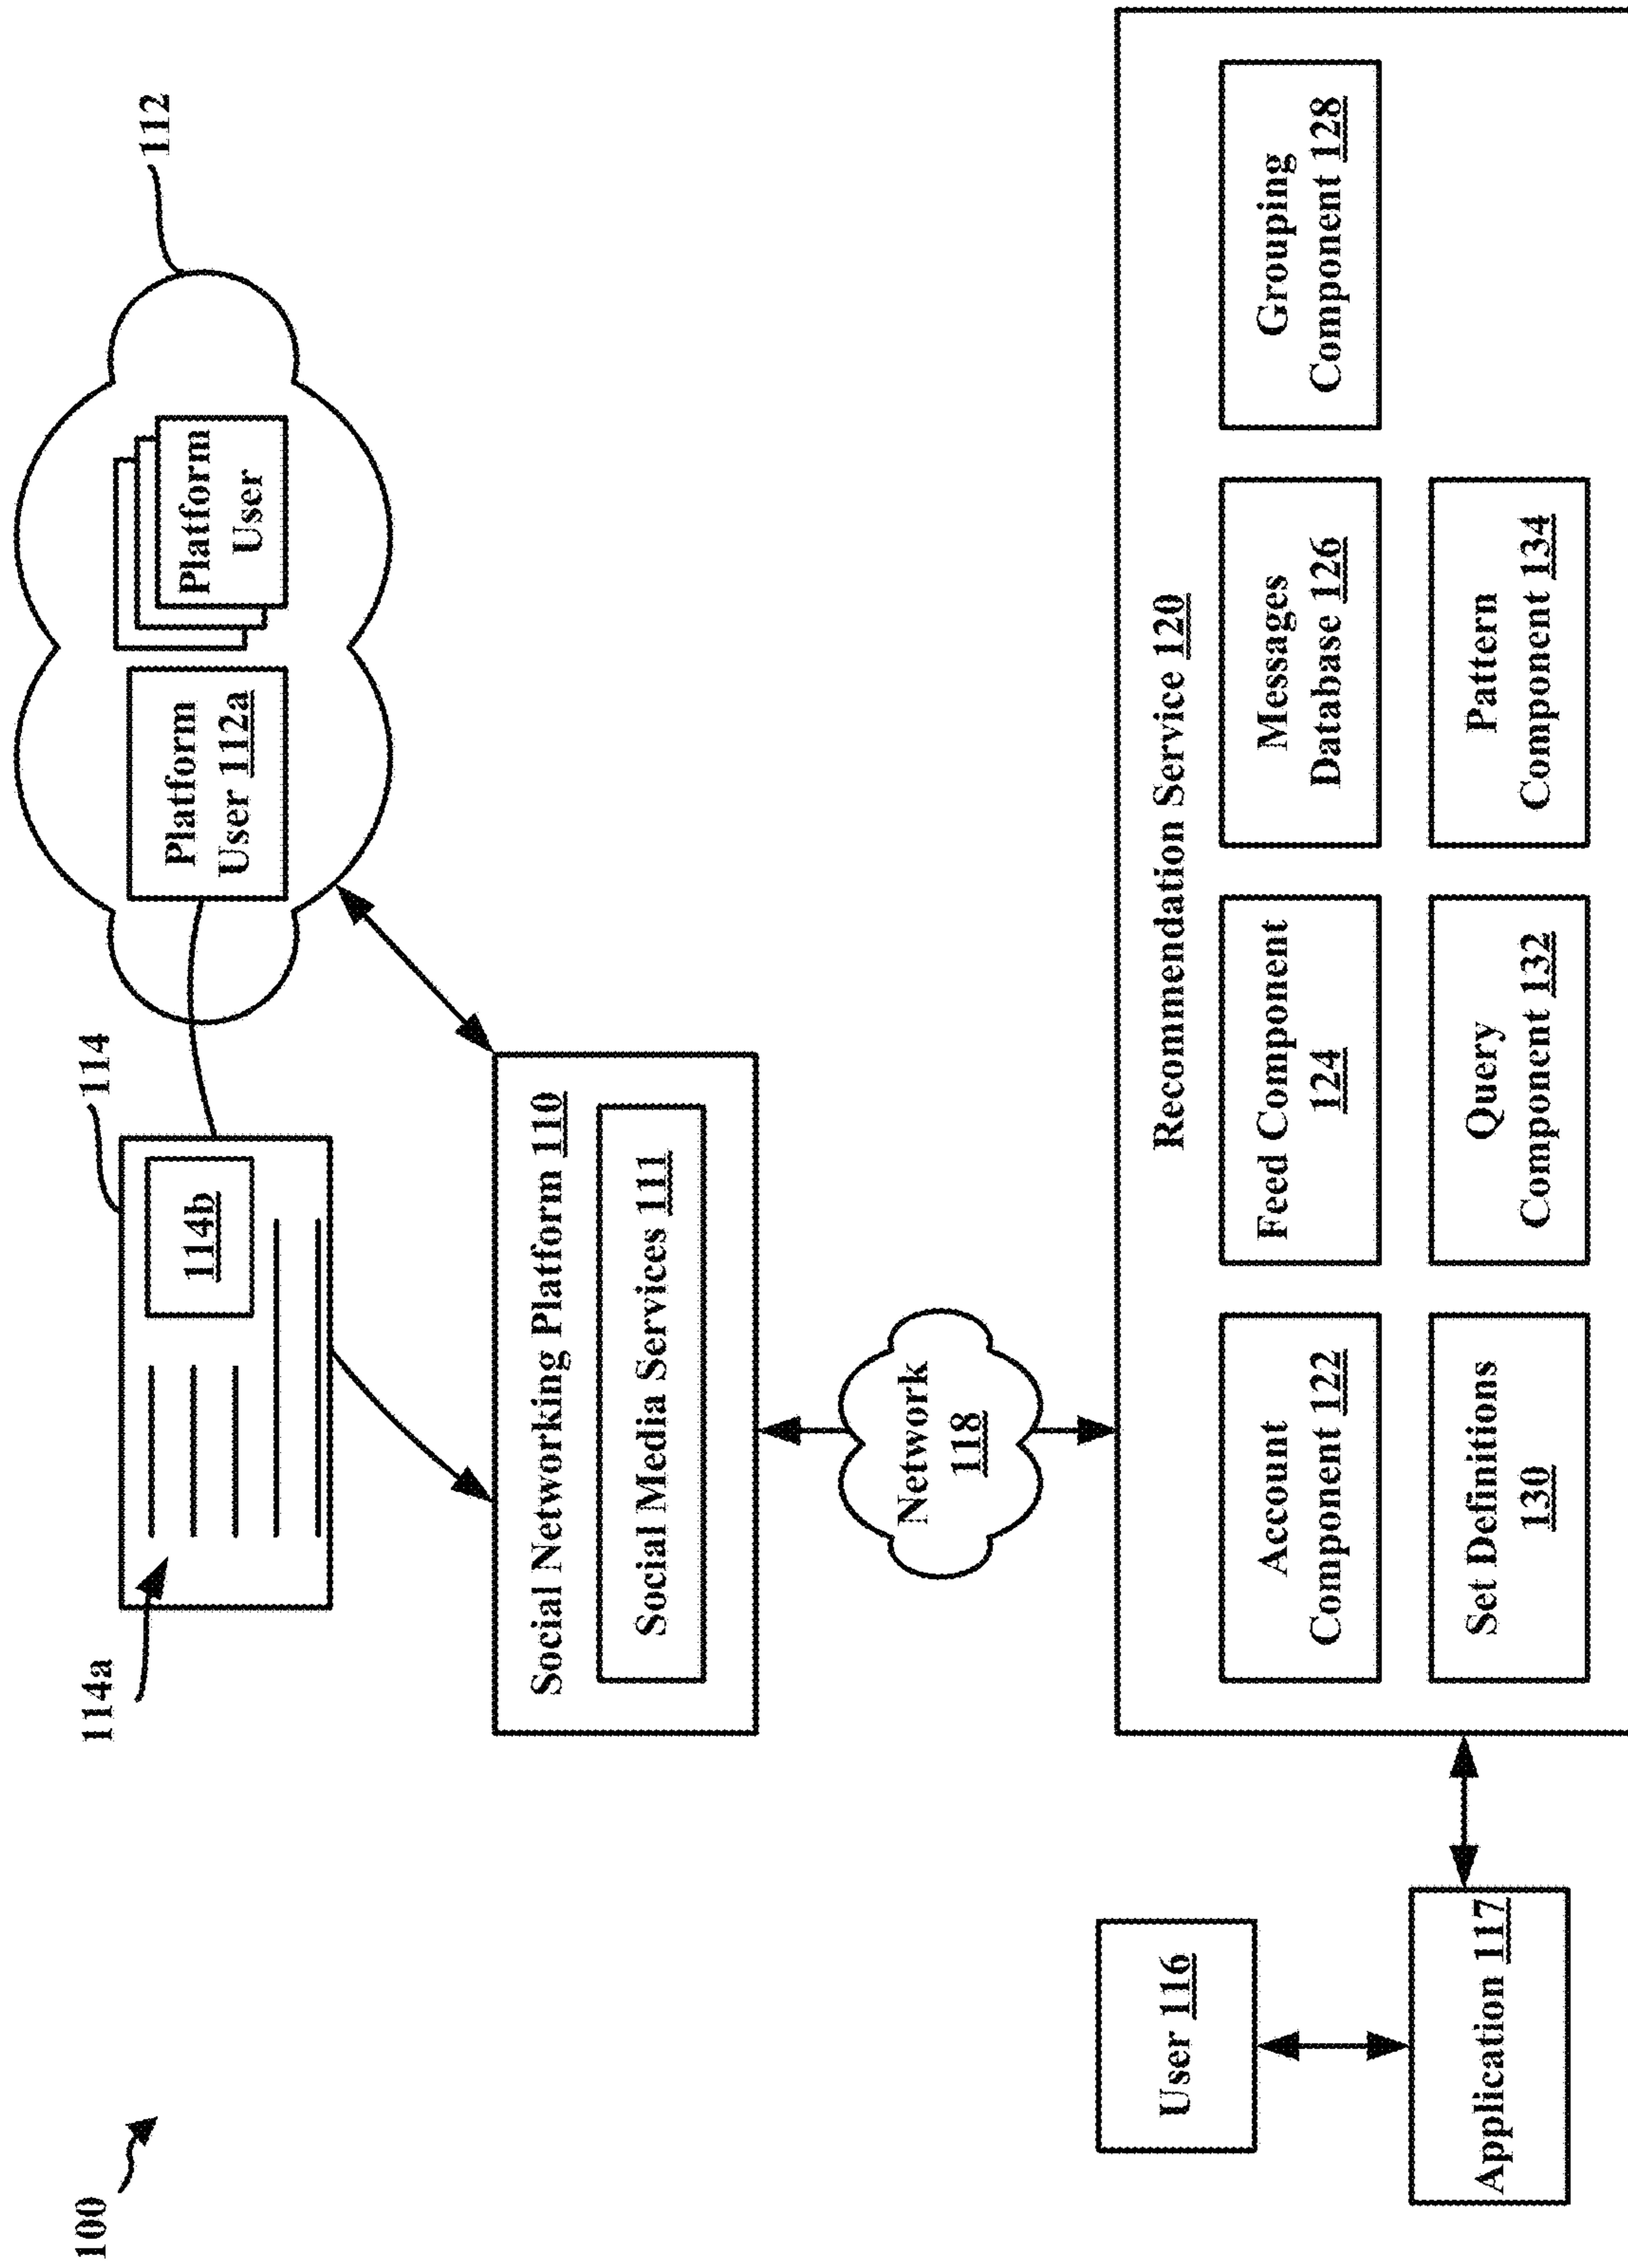 100
114a
114
112
114b
Platform
User 112a
Platform
User
Social Networking Platform 110
Social Media Services 111
Network
118
User 116
Application 117
Recommendation Service 120
Account
Component 122
Feed Component
124
Messages
Database 126
Grouping
Component 128
Set Definitions
130
Query
Component 132
Pattern
Component 134